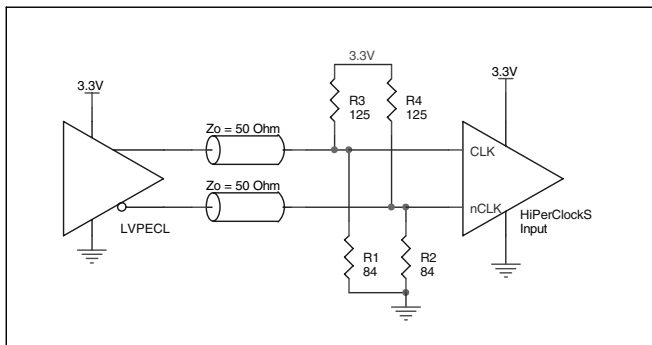 3.3V
3.3V
3.3V
R3
125
R4
125
Zo = 50 Ohm
CLK
Zo = 50 Ohm
nCLK
HiPerClockS
Input
LVPECL
R1
84
R2
84